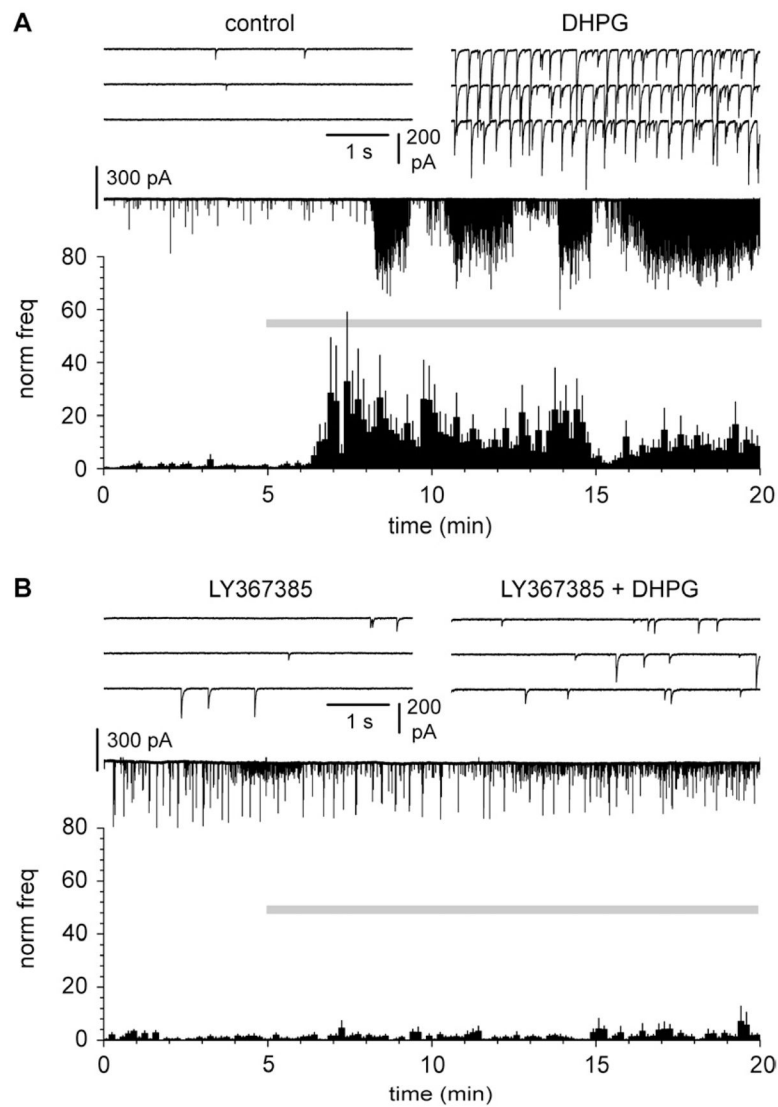 A
control
DHPG
1 s
200
pA
300 pA
80
60
40
20
0
norm freq
0 5 10 15 20
time (min)
B
LY367385
LY367385 + DHPG
1 s
200
pA
300 pA
80
60
40
20
0
norm freq
0 5 10 15 20
time (min)